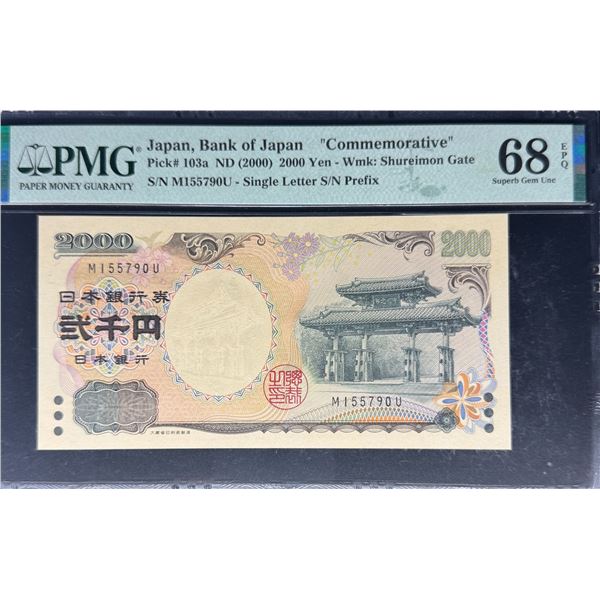 PMG
PAPER MONEY GUARANTY
Japan, Bank of Japan "Commemorative"
Pick# 103a ND (2000) 2000 Yen - Wmk: Shureimon Gate
S/N M155790U - Single Letter S/N Prefix
68 EPQ
Superb Gem Unc
2000
2000
M155790U
日本銀行券
弐千円
日本銀行
M155790U